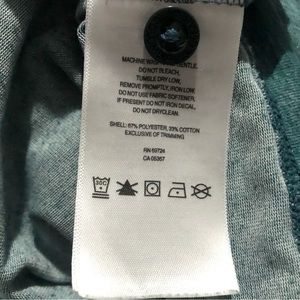 MACHINE WASH GENTLE,
DO NOT BLEACH,
TUMBLE DRY LOW,
REMOVE PROMPTLY, IRON LOW
DO NOT USE FABRIC SOFTENER,
IF PRESENT DO NOT IRON DECAL,
DO NOT DRYCLEAN.
SHELL: 67% POLYESTER, 33% COTTON
EXCLUSIVE OF TRIMMING
RN 69724
CA 05367
30C